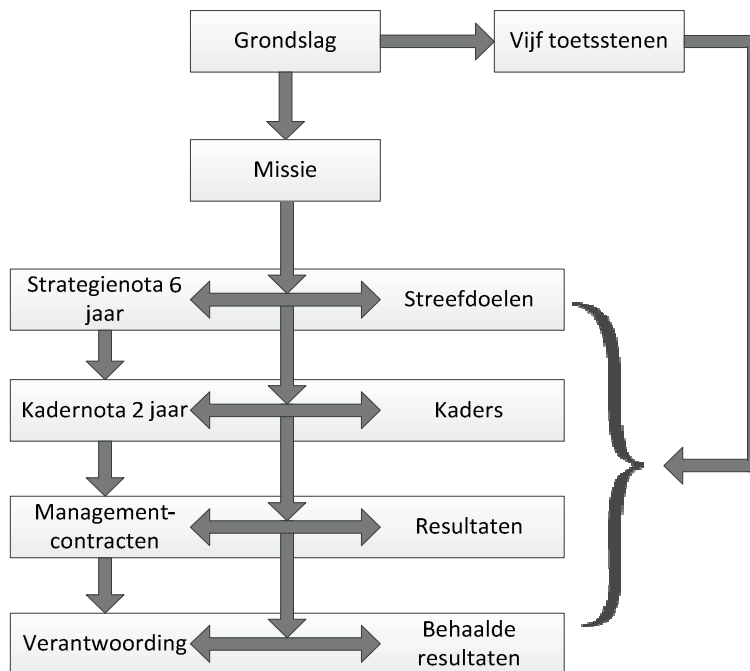 Grondslag
Vijf toetsstenen
Missie
Strategienota 6
jaar
Streefdoelen
Kadernota 2 jaar
Kaders
Management-
contracten
Resultaten
Verantwoording
Behaalde
resultaten